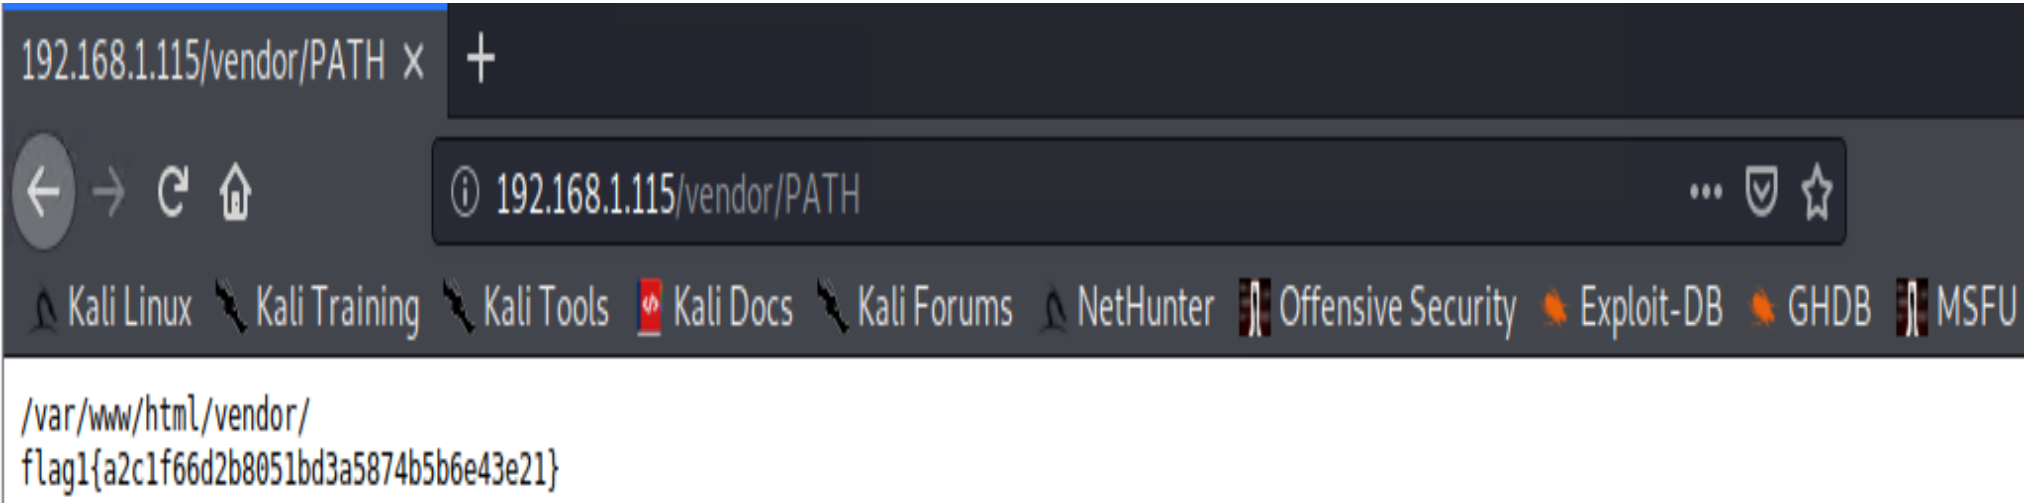 192.168.1.115/vendor/PATH
192.168.1.115/vendor/PATH
Kali Linux Kali Training Kali Tools Kali Docs Kali Forums NetHunter Offensive Security Exploit-DB GHDB MSFU
/var/www/html/vendor/
flag1{a2c1f66d2b8051bd3a5874b5b6e43e21}